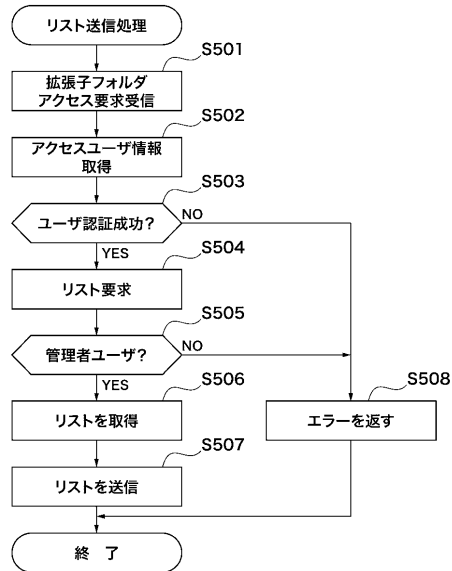 リスト送信処理
S501
拡張子フォルダ
アクセス要求受信
S502
アクセスユーザ情報
取得
S503
ユーザ認証成功?
NO
YES
S504
リスト要求
S505
管理者ユーザ?
NO
YES
S506
リストを取得
S508
エラーを返す
S507
リストを送信
終 了